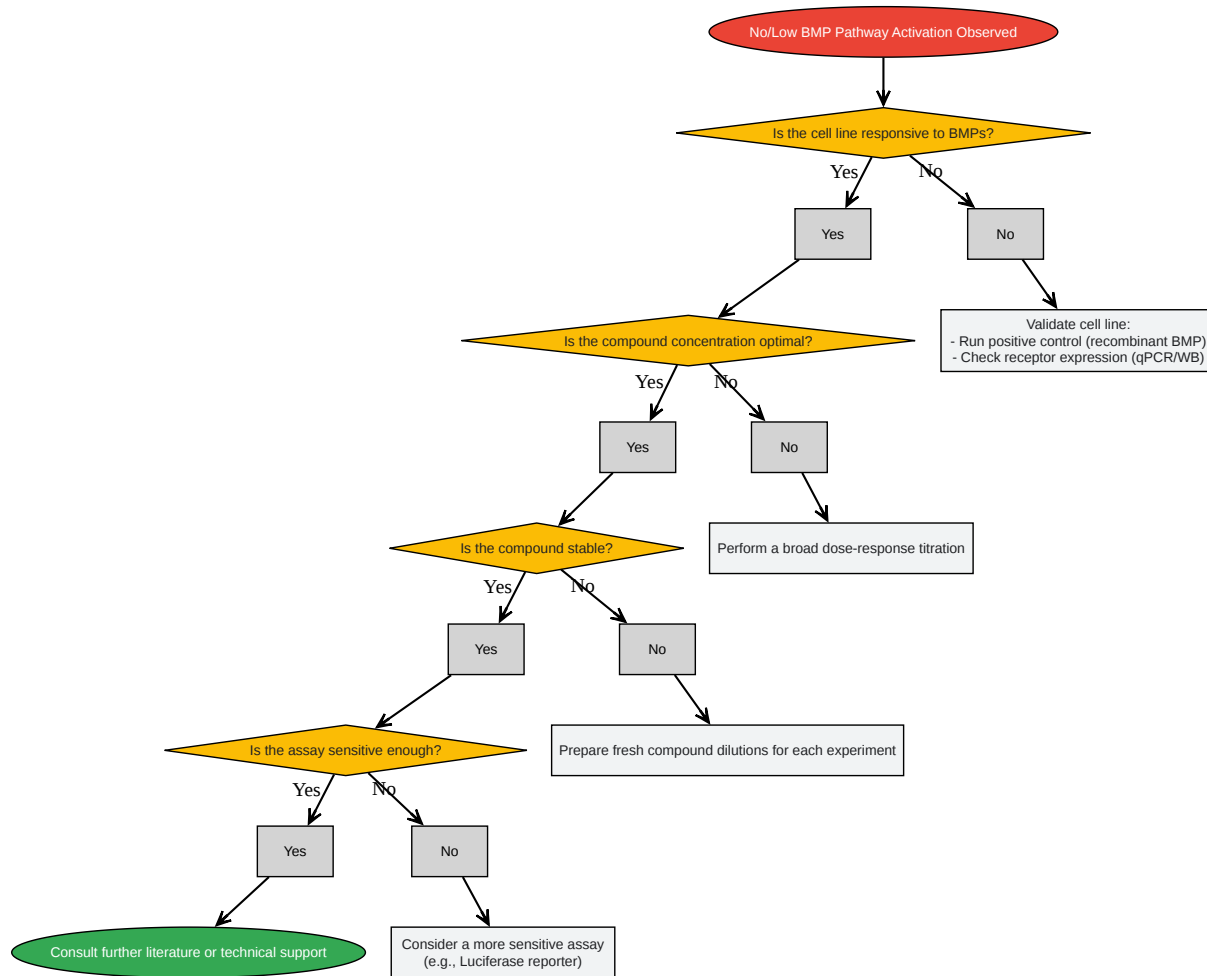 No/Low BMP Pathway Activation Observed
Is the cell line responsive to BMPs?
Yes
No
Yes
No
Validate cell line:
- Run positive control (recombinant BMP)
- Check receptor expression (qPCR/WB)
Is the compound concentration optimal?
Yes
No
Yes
No
Perform a broad dose-response titration
Is the compound stable?
Yes
No
Yes
No
Prepare fresh compound dilutions for each experiment
Is the assay sensitive enough?
Yes
No
Yes
No
Consult further literature or technical support
Consider a more sensitive assay
(e.g., Luciferase reporter)